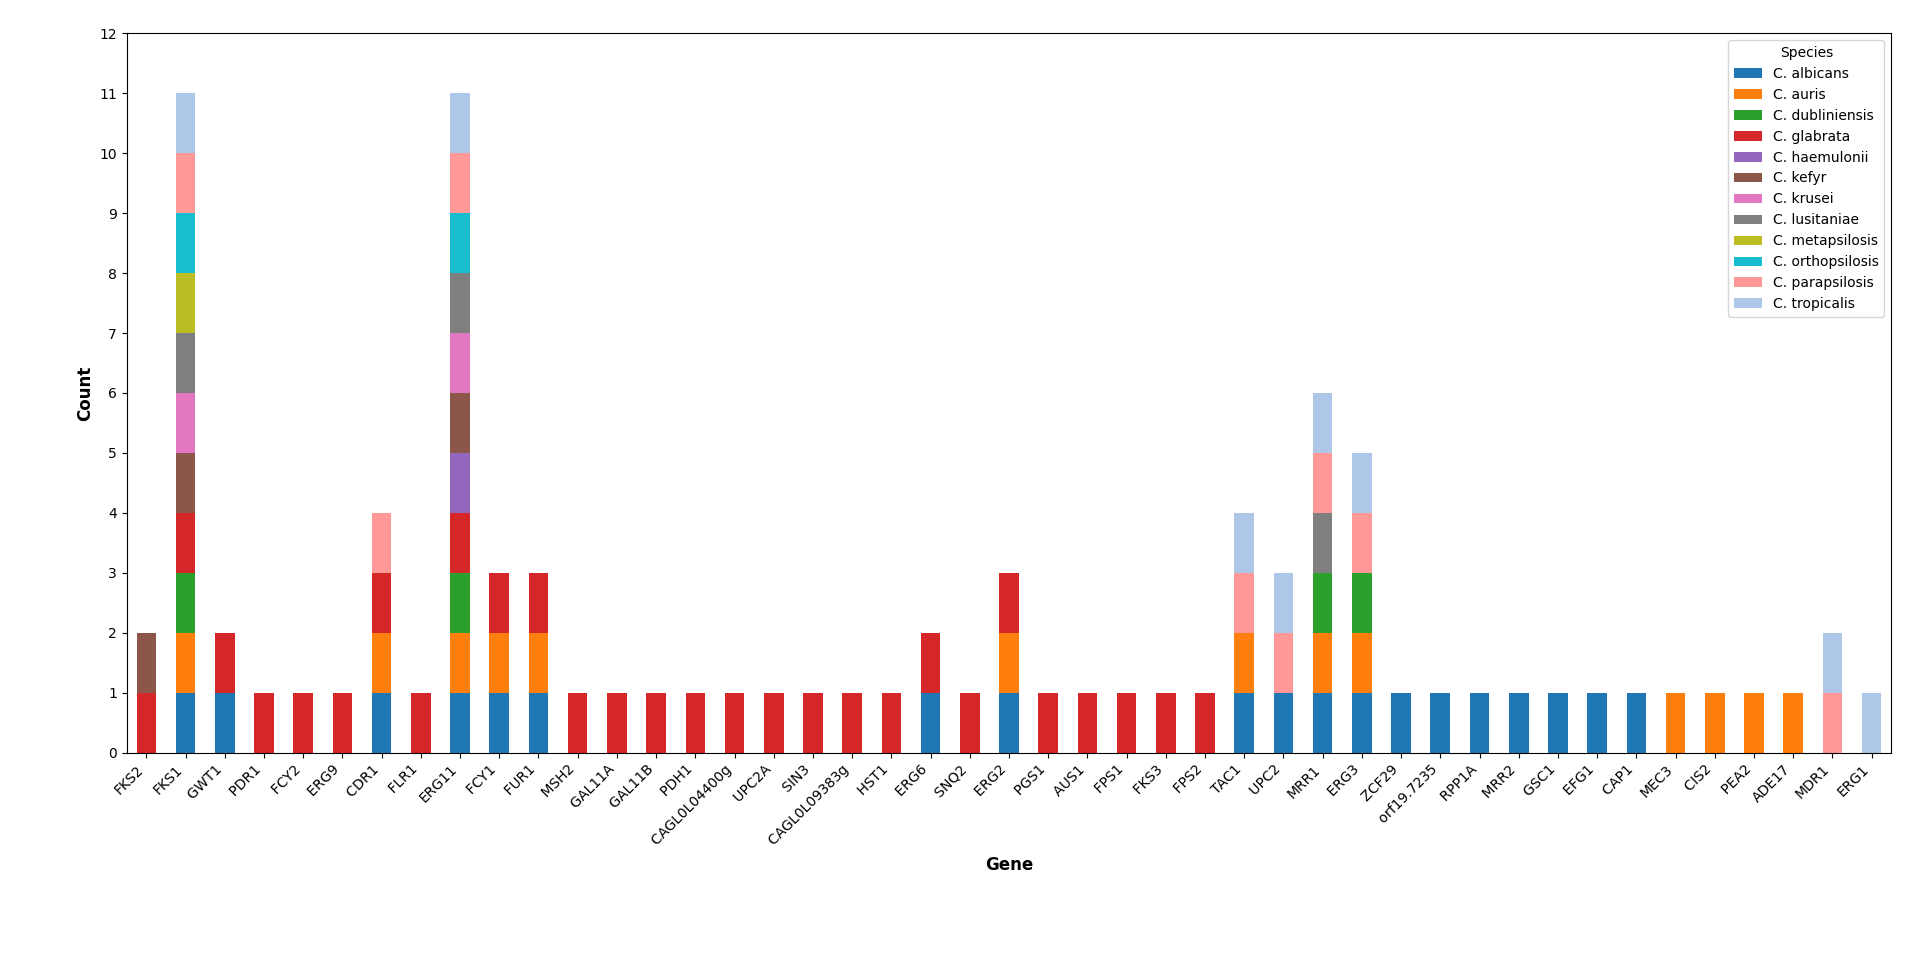 12
11
10
9
8
7
6
5
4
3
2
1
0
Count
Species
C. albicans
C. auris
C. dubliniensis
C. glabrata
C. haemulonii
C. kefyr
C. krusei
C. lusitaniae
C. metapsilosis
C. orthopsilosis
C. parapsilosis
C. tropicalis
FKS2
FKS1
GWT1
PDR1
FCY2
ERG9
CDR1
FLR1
ERG11
FCY1
FUR1
MSH2
GAL11A
GAL11B
PDH1
CAGL0L04400g
UPC2A
SIN3
CAGL0L09383g
HST1
ERG6
SNQ2
ERG2
PGS1
AUS1
FPS1
FKS3
FPS2
TAC1
UPC2
MRR1
ERG3
ZCF29
orf19.7235
RPP1A
MRR2
GSC1
EFG1
CAP1
MEC3
CIS2
PEA2
ADE17
MDR1
ERG1
Gene